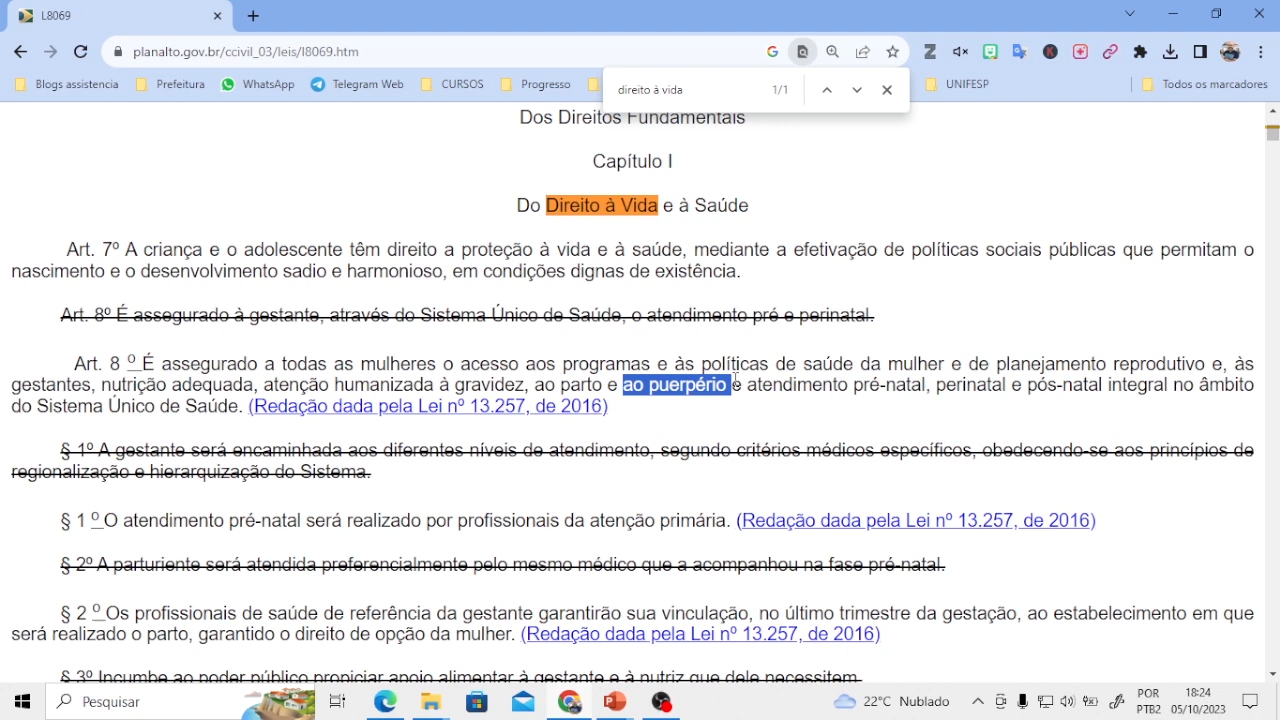 L8069
planalto.gov.br/ccivil_03/leis/l8069.htm
Blogs assistencia Prefeitura WhatsApp Telegram Web CURSOS Progresso UNIFESP Todos os marcadores
direito à vida 1/1
Dos Direitos Fundamentais
Capítulo I
Do Direito à Vida e à Saúde
Art. 7º A criança e o adolescente têm direito a proteção à vida e à saúde, mediante a efetivação de políticas sociais públicas que permitam o
nascimento e o desenvolvimento sadio e harmonioso, em condições dignas de existência.
Art. 8º É assegurado à gestante, através do Sistema Único de Saúde, o atendimento pré e perinatal.
Art. 8 º É assegurado a todas as mulheres o acesso aos programas e às políticas de saúde da mulher e de planejamento reprodutivo e, às
gestantes, nutrição adequada, atenção humanizada à gravidez, ao parto e ao puerpério e atendimento pré-natal, perinatal e pós-natal integral no âmbito
do Sistema Único de Saúde. (Redação dada pela Lei nº 13.257, de 2016)
§ 1º A gestante será encaminhada aos diferentes níveis de atendimento, segundo critérios médicos específicos, obedecendo-se aos princípios de
regionalização e hierarquização do Sistema.
§ 1 º O atendimento pré-natal será realizado por profissionais da atenção primária. (Redação dada pela Lei nº 13.257, de 2016)
§ 2º A parturiente será atendida preferencialmente pelo mesmo médico que a acompanhou na fase pré-natal.
§ 2 º Os profissionais de saúde de referência da gestante garantirão sua vinculação, no último trimestre da gestação, ao estabelecimento em que
será realizado o parto, garantido o direito de opção da mulher. (Redação dada pela Lei nº 13.257, de 2016)
§ 3º Incumbe ao poder público propiciar apoio alimentar à gestante e à nutriz que dele necessitem.
Pesquisar
22°C Nublado
POR
PTB2
18:24
05/10/2023